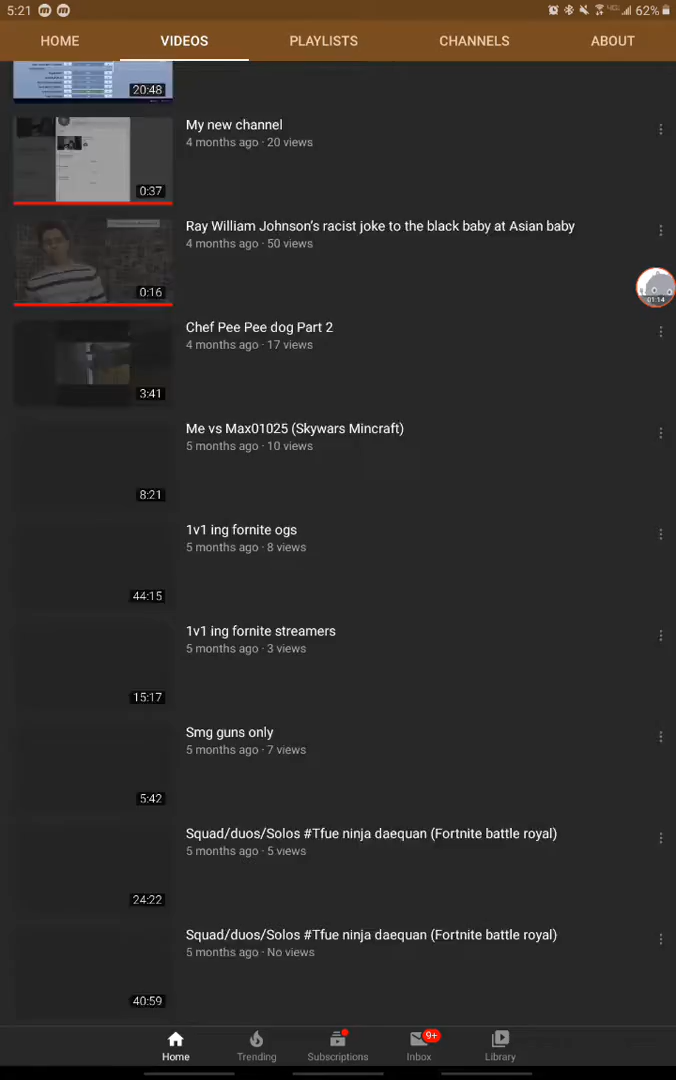 5:21 62%
HOME VIDEOS PLAYLISTS CHANNELS ABOUT
20:48
My new channel
4 months ago · 20 views
0:37
Ray William Johnson's racist joke to the black baby at Asian baby
4 months ago · 50 views
0:16
01:14
Chef Pee Pee dog Part 2
4 months ago · 17 views
3:41
Me vs Max01025 (Skywars Mincraft)
5 months ago · 10 views
8:21
1v1 ing fornite ogs
5 months ago · 8 views
44:15
1v1 ing fornite streamers
5 months ago · 3 views
15:17
Smg guns only
5 months ago · 7 views
5:42
Squad/duos/Solos #Tfue ninja daequan (Fortnite battle royal)
5 months ago · 5 views
24:22
Squad/duos/Solos #Tfue ninja daequan (Fortnite battle royal)
5 months ago · No views
40:59
9+
Home Trending Subscriptions Inbox Library